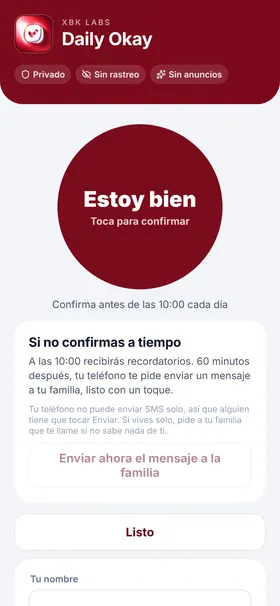 XBK LABS
Daily Okay
Privado
Sin rastreo
Sin anuncios
Estoy bien
Toca para confirmar
Confirma antes de las 10:00 cada día
Si no confirmas a tiempo
A las 10:00 recibirás recordatorios. 60 minutos
después, tu teléfono te pide enviar un mensaje
a tu familia, listo con un toque.
Tu teléfono no puede enviar SMS solo, así que alguien
tiene que tocar Enviar. Si vives solo, pide a tu familia
que te llame si no sabe nada de ti.
Enviar ahora el mensaje a la
familia
Listo
Tu nombre